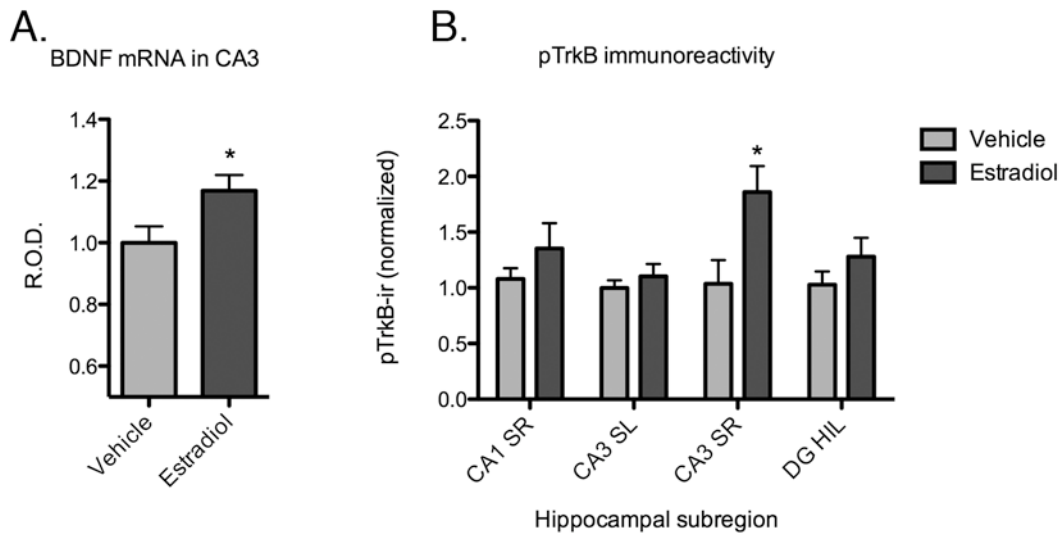 A.
BDNF mRNA in CA3
R.O.D.
1.4
1.2
1.0
0.8
0.6
*
Vehicle
Estradiol
B.
pTrkB immunoreactivity
pTrkB-ir (normalized)
2.5
2.0
1.5
1.0
0.5
0.0
*
CA1 SR
CA3 SL
CA3 SR
DG HIL
Hippocampal subregion
Vehicle
Estradiol